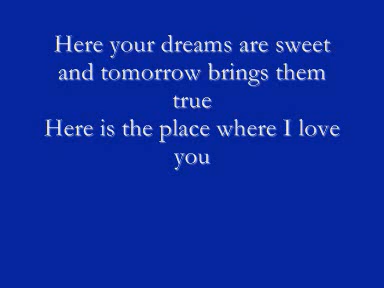 Here your dreams are sweet
and tomorrow brings them
true
Here is the place where I love
you